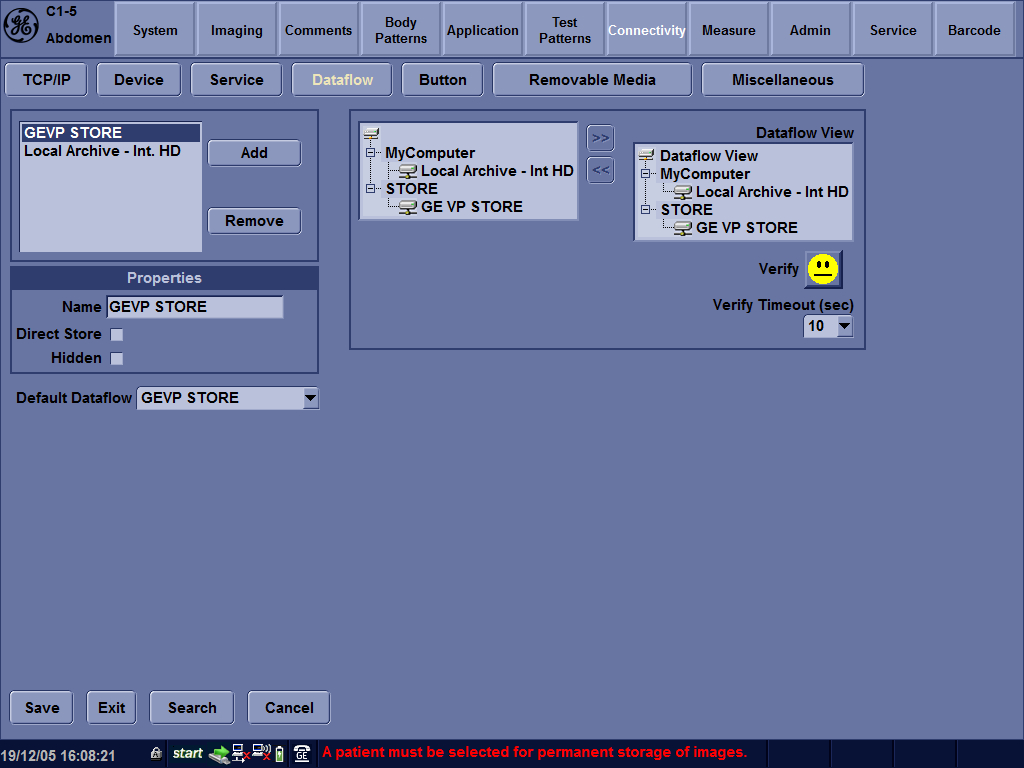 C1-5
Abdomen
System
Imaging
Comments
Body
Patterns
Application
Test
Patterns
Connectivity
Measure
Admin
Service
Barcode
TCP/IP
Device
Service
Dataflow
Button
Removable Media
Miscellaneous
GEVP STORE
Local Archive - Int. HD
Add
Remove
Properties
Name GEVP STORE
Direct Store
Hidden
Default Dataflow GEVP STORE
MyComputer
Local Archive - Int HD
STORE
GE VP STORE
>>
<<
Dataflow View
Dataflow View
MyComputer
Local Archive - Int HD
STORE
GE VP STORE
Verify
Verify Timeout (sec)
10
Save
Exit
Search
Cancel
19/12/05 16:08:21
start
GE
A patient must be selected for permanent storage of images.